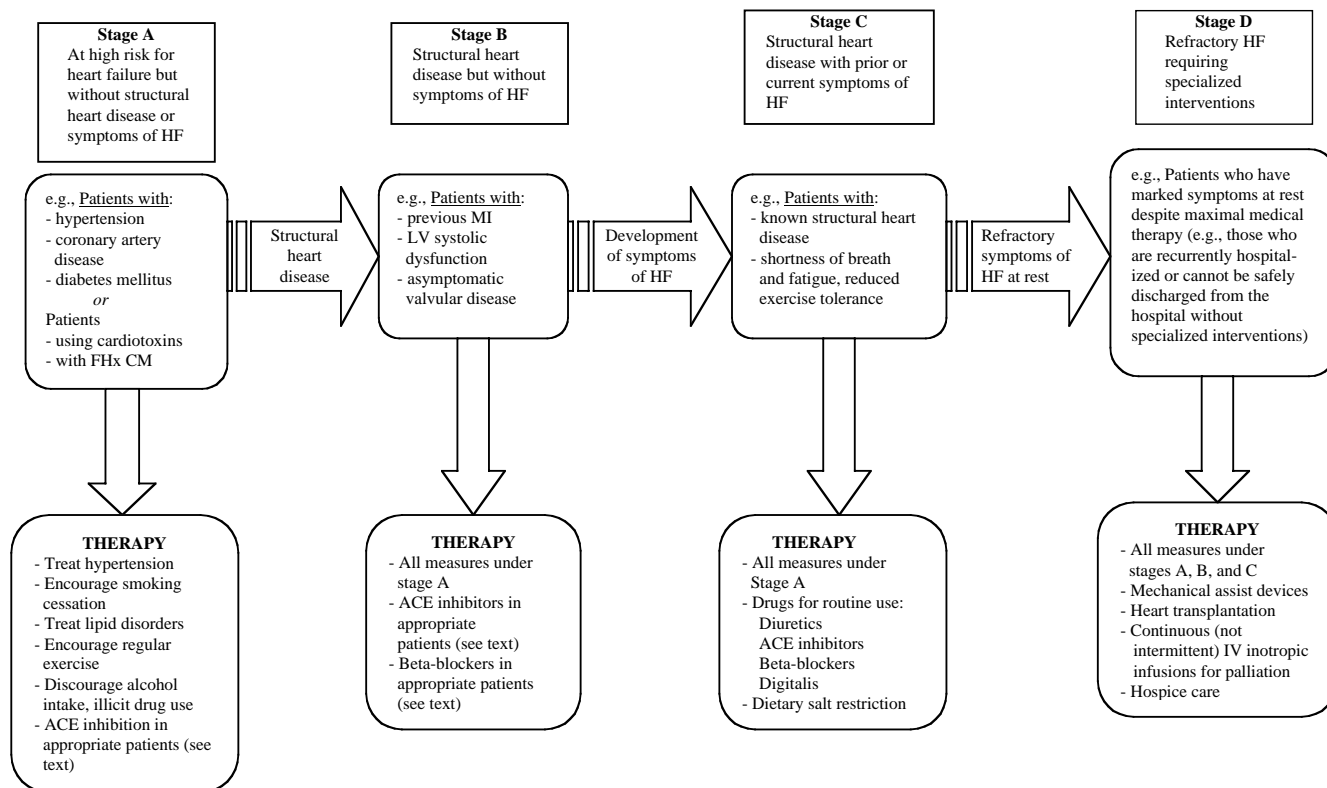 Stage A
At high risk for
heart failure but
without structural
heart disease or
symptoms of HF
Stage B
Structural heart
disease but without
symptoms of HF
Stage C
Structural heart
disease with prior or
current symptoms of
HF
Stage D
Refractory HF
requiring
specialized
interventions
e.g., Patients with:
- hypertension
- coronary artery
disease
- diabetes mellitus
or
Patients
- using cardiotoxins
- with FHx CM
Structural
heart
disease
e.g., Patients with:
- previous MI
- LV systolic
dysfunction
- asymptomatic
valvular disease
Development
of symptoms
of HF
e.g., Patients with:
- known structural heart
disease
- shortness of breath
and fatigue, reduced
exercise tolerance
Refractory
symptoms of
HF at rest
e.g., Patients who have
marked symptoms at rest
despite maximal medical
therapy (e.g., those who
are recurrently hospital-
ized or cannot be safely
discharged from the
hospital without
specialized interventions)
THERAPY
- Treat hypertension
- Encourage smoking
cessation
- Treat lipid disorders
- Encourage regular
exercise
- Discourage alcohol
intake, illicit drug use
- ACE inhibition in
appropriate patients (see
text)
THERAPY
- All measures under
stage A
- ACE inhibitors in
appropriate
patients (see text)
- Beta-blockers in
appropriate patients
(see text)
THERAPY
- All measures under
Stage A
- Drugs for routine use:
Diuretics
ACE inhibitors
Beta-blockers
Digitalis
- Dietary salt restriction
THERAPY
- All measures under
stages A, B, and C
- Mechanical assist devices
- Heart transplantation
- Continuous (not
intermittent) IV inotropic
infusions for palliation
- Hospice care